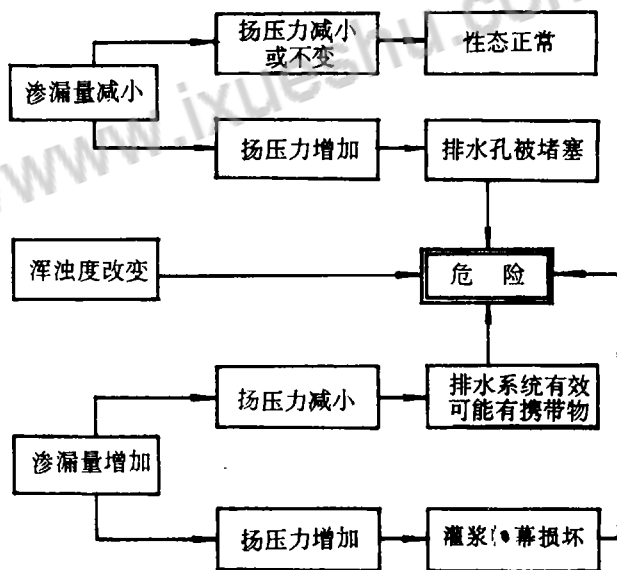 扬压力减小
或不变
性态正常
渗漏量减小
扬压力增加
排水孔被堵塞
浑浊度改变
危 险
扬压力减小
排水系统有效
可能有携带物
渗漏量增加
扬压力增加
灌浆 幕损坏
www.ixueshu.com